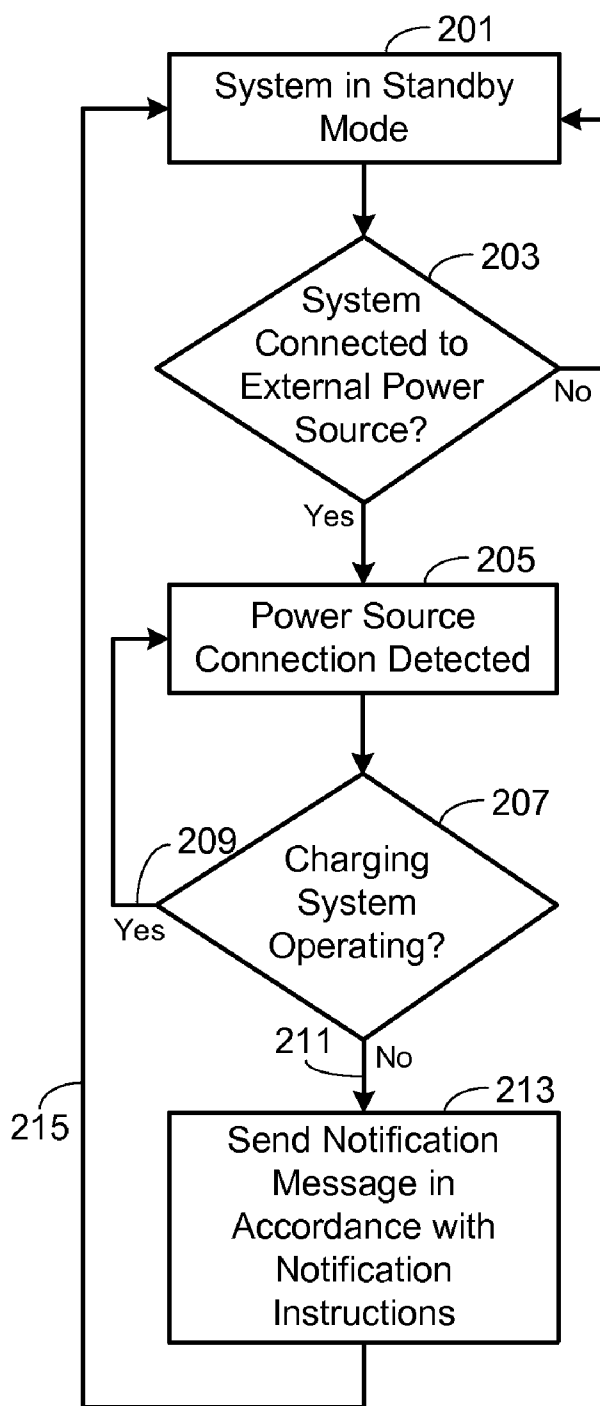 201
System in Standby
Mode
203
System
Connected to
External Power
Source?
No
Yes
205
Power Source
Connection Detected
207
209
Charging
System
Operating?
Yes
211
No
213
215
Send Notification
Message in
Accordance with
Notification
Instructions